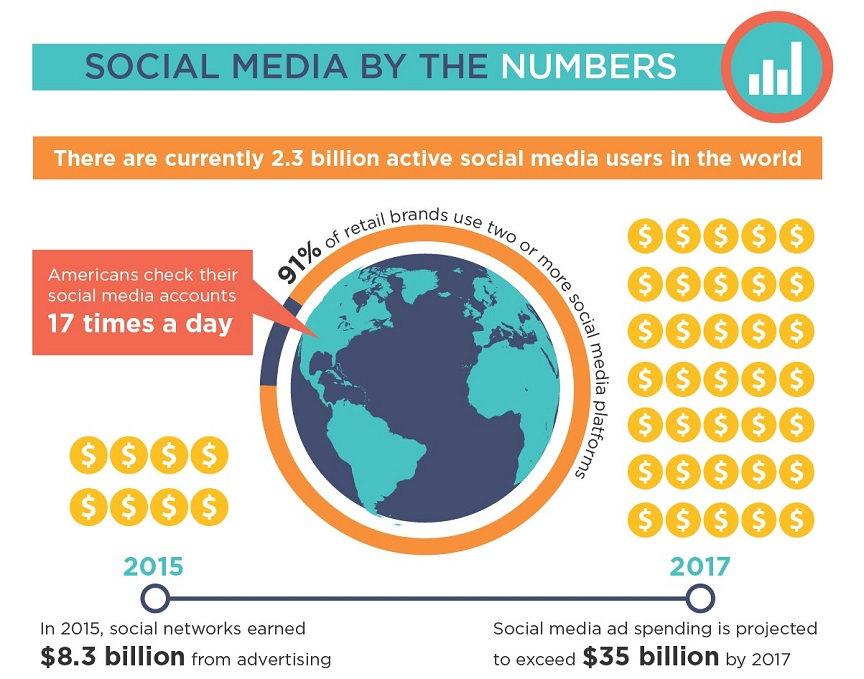 SOCIAL MEDIA BY THE NUMBERS
There are currently 2.3 billion active social media users in the world
91% of retail brands use two or more social media platforms
Americans check their
social media accounts
17 times a day
$ $ $ $ $
$ $ $ $ $
$ $ $ $ $
$ $ $ $ $
$ $ $ $ $
$ $ $ $ $
$ $ $ $ $
$ $ $ $
$ $ $ $
2015
2017
In 2015, social networks earned
$8.3 billion from advertising
Social media ad spending is projected
to exceed $35 billion by 2017